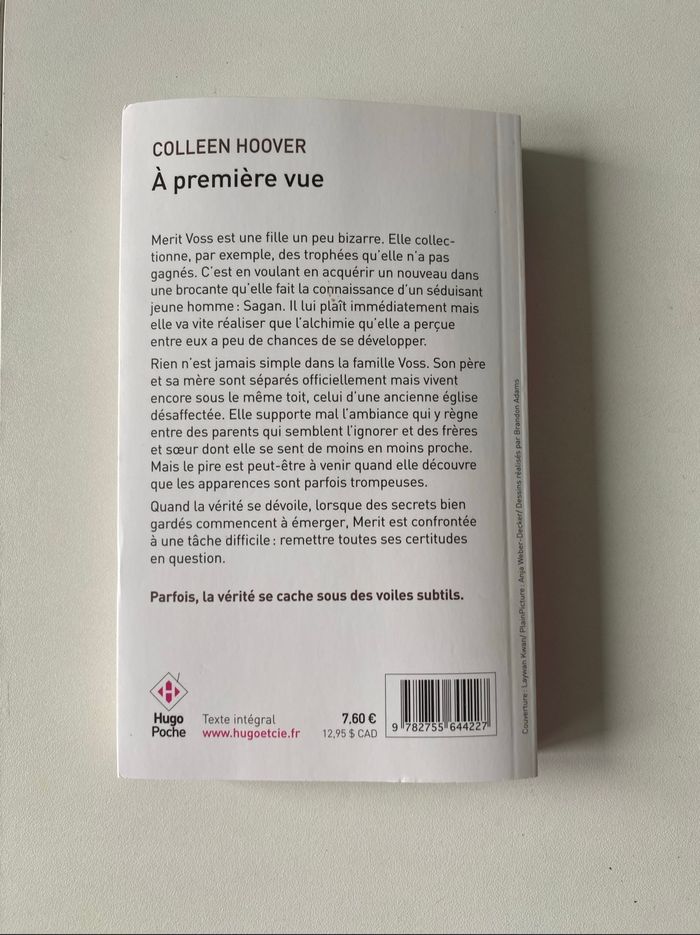 COLLEEN HOOVER
À première vue
Merit Voss est une fille un peu bizarre. Elle collec-
tionne, par exemple, des trophées qu'elle n'a pas
gagnés. C'est en voulant en acquérir un nouveau dans
une brocante qu'elle fait la connaissance d'un séduisant
jeune homme : Sagan. Il lui plaît immédiatement mais
elle va vite réaliser que l'alchimie qu'elle a perçue
entre eux a peu de chances de se développer.
Rien n'est jamais simple dans la famille Voss. Son père
et sa mère sont séparés officiellement mais vivent
encore sous le même toit, celui d'une ancienne église
désaffectée. Elle supporte mal l'ambiance qui y règne
entre des parents qui semblent l'ignorer et des frères
et sœur dont elle se sent de moins en moins proche.
Mais le pire est peut-être à venir quand elle découvre
que les apparences sont parfois trompeuses.
Quand la vérité se dévoile, lorsque des secrets bien
gardés commencent à émerger, Merit est confrontée
à une tâche difficile : remettre toutes ses certitudes
en question.
Parfois, la vérité se cache sous des voiles subtils.
Hugo
Poche
Texte intégral
www.hugoetcie.fr
7,60 €
12,95 $ CAD
9 782755 644227
Couverture : Laywan Kwan/ PlainPicture : Anja Weber-Decker/ Dessins réalisés par Brandon Adams